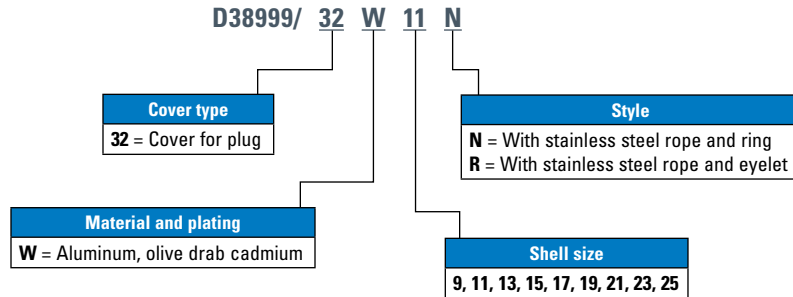 D38999/ 32 W 11 N
Cover type
32 = Cover for plug
Style
N = With stainless steel rope and ring
R = With stainless steel rope and eyelet
Material and plating
W = Aluminum, olive drab cadmium
Shell size
9, 11, 13, 15, 17, 19, 21, 23, 25